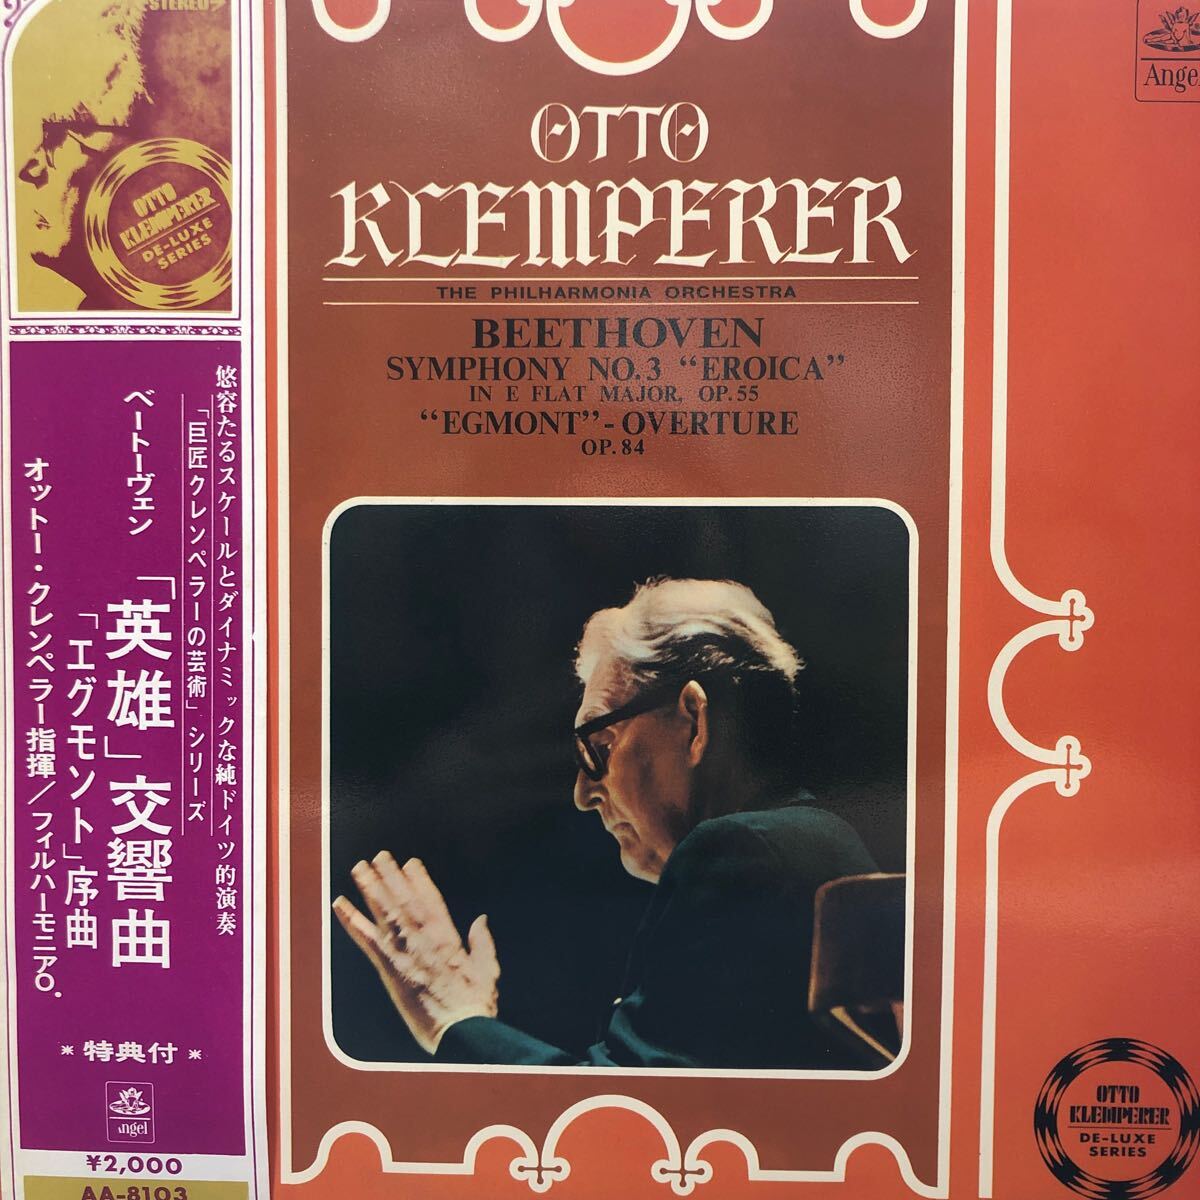 STEREO
OTTO
KLEMPERER
DE-LUXE
SERIES
悠容たるスケールとダイナミックな純ドイツ的演奏
「巨匠クレンペラーの芸術」シリーズ
ベートーヴェン
「英雄」交響曲
「エグモント」序曲
オットー・クレンペラー指揮/フィルハーモニアO.
* 特典付 *
Angel
¥2,000
AA-8103
OTTO
KLEMPERER
THE PHILHARMONIA ORCHESTRA
BEETHOVEN
SYMPHONY NO.3 “EROICA”
IN E FLAT MAJOR, OP.55
“EGMONT”-OVERTURE
OP.84
Angel
OTTO
KLEMPERER
DE-LUXE
SERIES